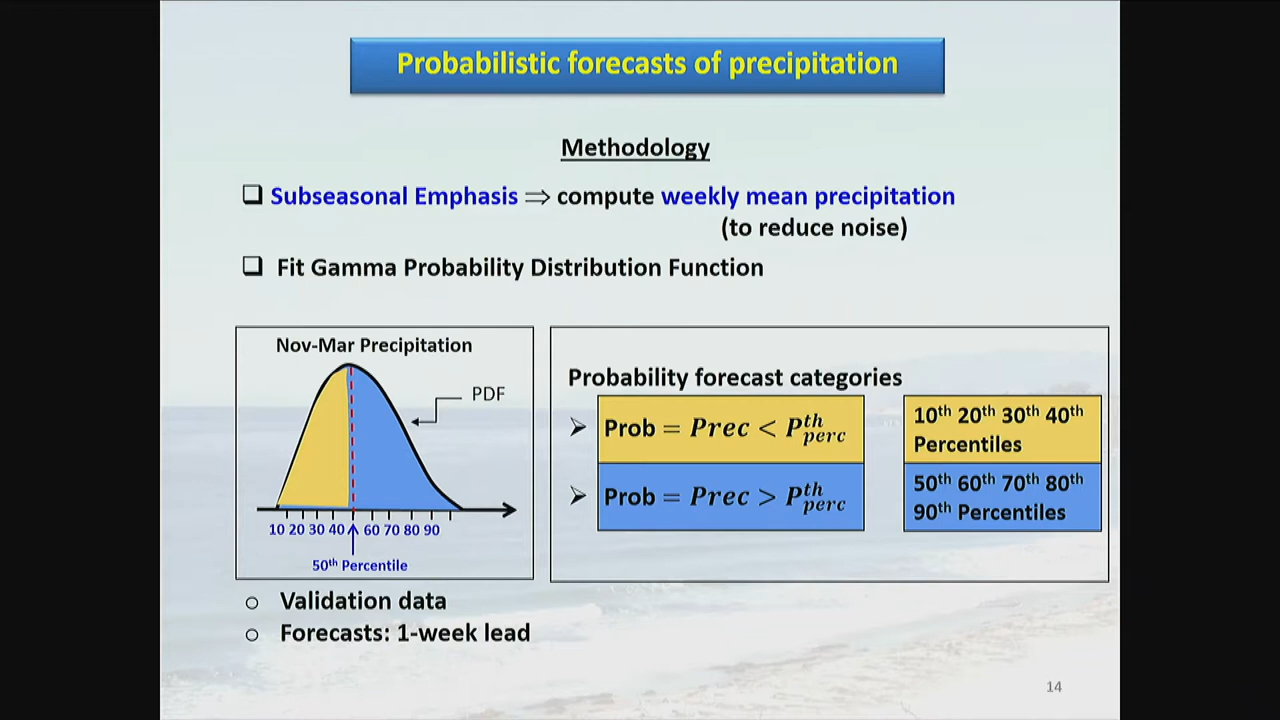 Probabilistic forecasts of precipitation
Methodology
❑ Subseasonal Emphasis ⇒ compute weekly mean precipitation
(to reduce noise)
❑ Fit Gamma Probability Distribution Function
Nov-Mar Precipitation
PDF
10 20 30 40 60 70 80 90
50th Percentile
Probability forecast categories
➢ Prob = Prec < P^th_perc
10th 20th 30th 40th
Percentiles
➢ Prob = Prec > P^th_perc
50th 60th 70th 80th
90th Percentiles
○ Validation data
○ Forecasts: 1-week lead
14